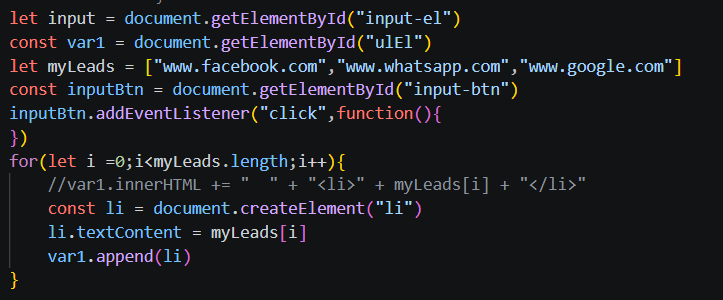 let input = document.getElementById("input-el")
const var1 = document.getElementById("ulEl")
let myLeads = ["www.facebook.com","www.whatsapp.com","www.google.com"]
const inputBtn = document.getElementById("input-btn")
inputBtn.addEventListener("click",function(){
})
for(let i =0;i<myLeads.length;i++){
    //var1.innerHTML += "  " + "<li>" + myLeads[i] + "</li>"
    const li = document.createElement("li")
    li.textContent = myLeads[i]
    var1.append(li)
}